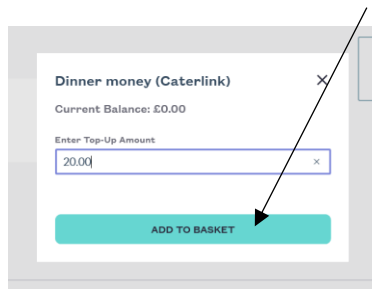 Dinner money (Caterlink) ×
Current Balance: £0.00
Enter Top-Up Amount
20.00 ×
ADD TO BASKET